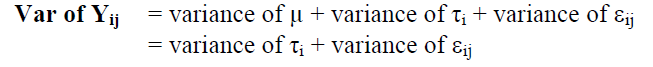 Var of Yij = variance of μ + variance of τi + variance of εij
= variance of τi + variance of εij